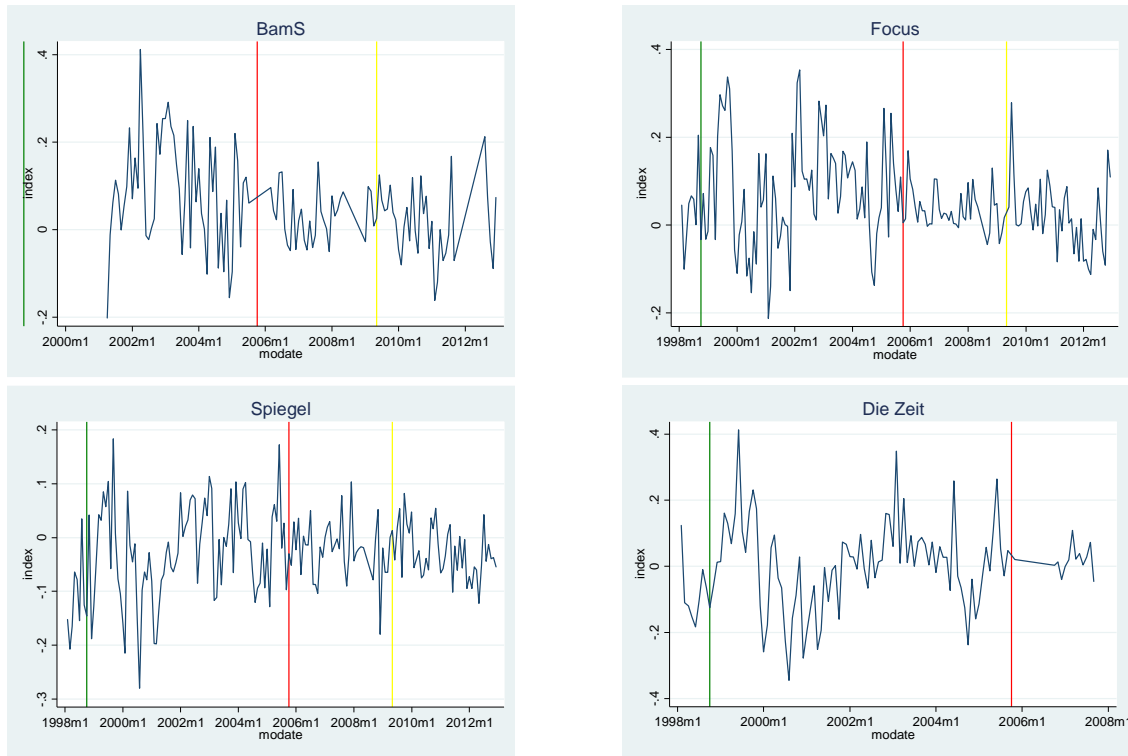 BamS
index
.4
.2
0
-.2
2000m1 2002m1 2004m1 2006m1 2008m1 2010m1 2012m1
modate
Focus
index
.4
.2
0
-.2
1998m1 2000m1 2002m1 2004m1 2006m1 2008m1 2010m1 2012m1
modate
Spiegel
index
.2
.1
0
-.1
-.2
-.3
1998m1 2000m1 2002m1 2004m1 2006m1 2008m1 2010m1 2012m1
modate
Die Zeit
index
.4
.2
0
-.2
-.4
1998m1 2000m1 2002m1 2004m1 2006m1 2008m1
modate